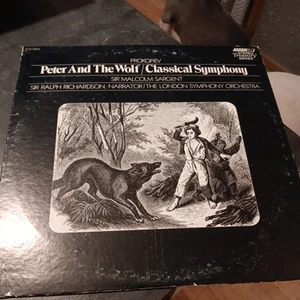 PROKOFIEV
Peter And The Wolf/Classical Symphony
SIR MALCOLM SARGENT
SIR RALPH RICHARDSON, NARRATOR/THE LONDON SYMPHONY ORCHESTRA